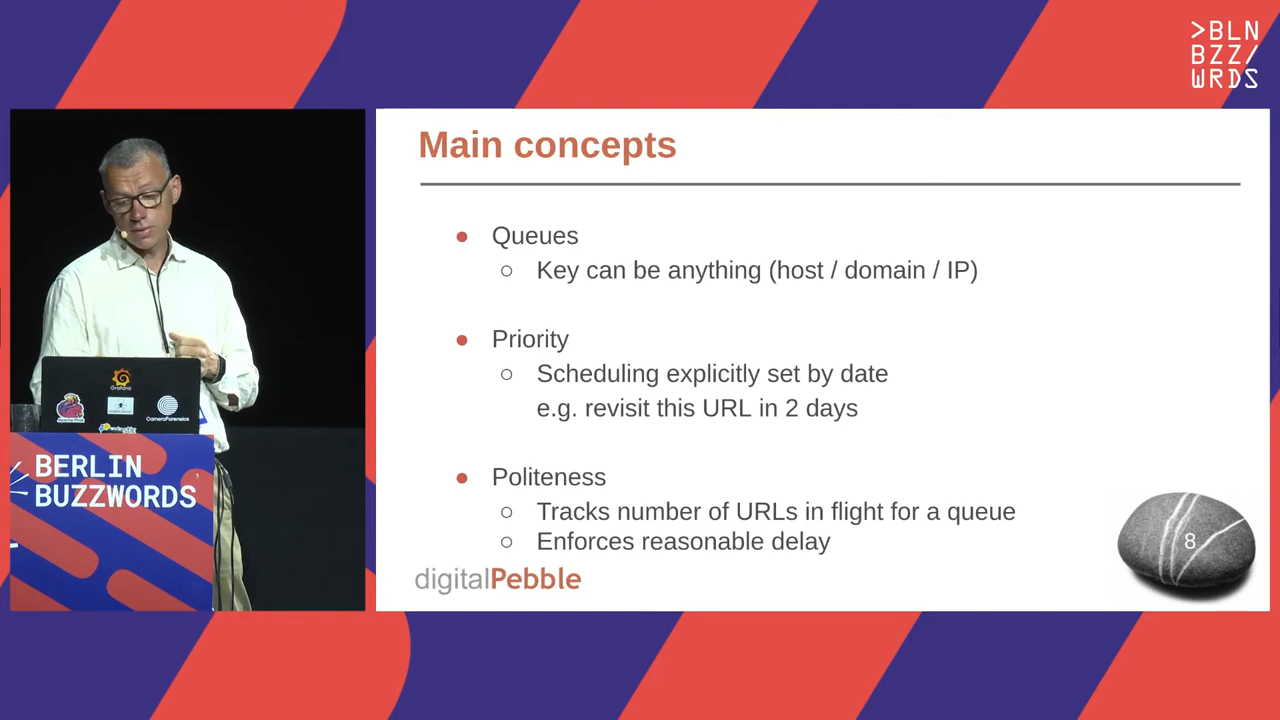 >BLN
BZZ/
WRDS
Main concepts
Queues
Key can be anything (host / domain / IP)
Priority
Scheduling explicitly set by date
e.g. revisit this URL in 2 days
Politeness
Tracks number of URLs in flight for a queue
Enforces reasonable delay
8
digitalPebble
Grafana
CameraForensics
BERLIN
BUZZWORDS